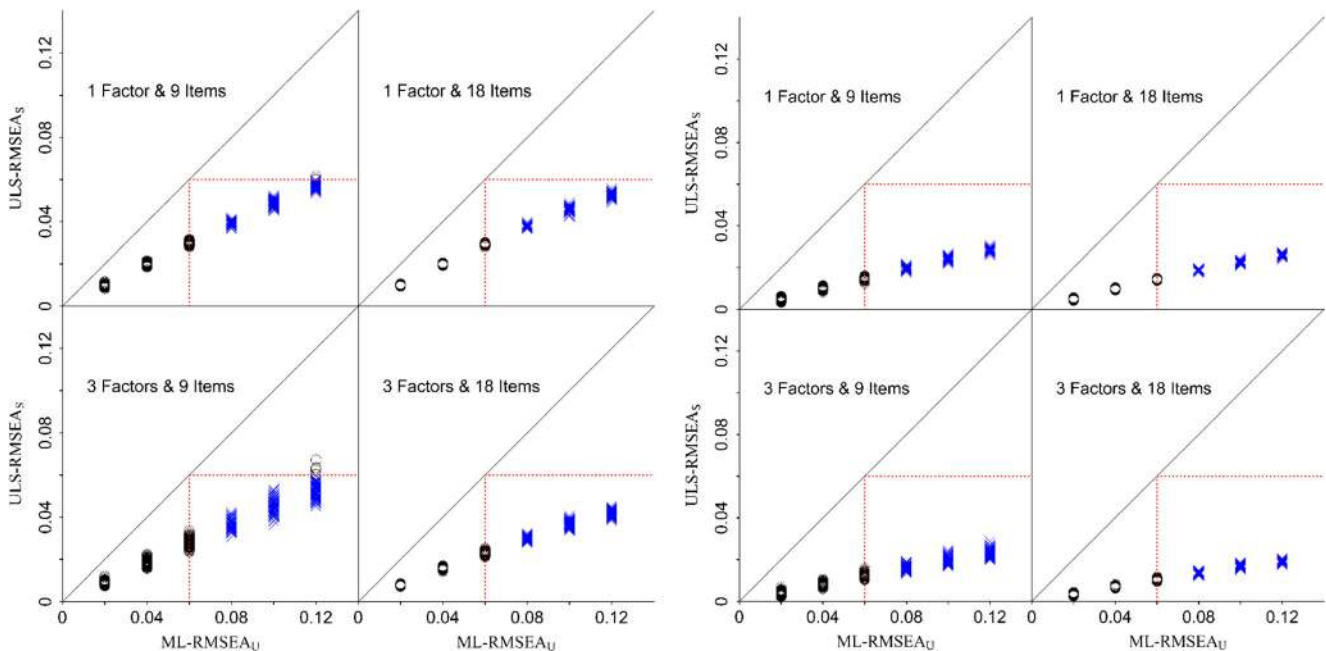 ULS-RMSEAS
0.12
0.08
0.04
0
1 Factor & 9 Items
1 Factor & 18 Items
ULS-RMSEAS
0.12
0.08
0.04
0
3 Factors & 9 Items
3 Factors & 18 Items
0
0.04
0.08
0.12
0
0.04
0.08
0.12
ML-RMSEAU
ML-RMSEAU
ULS-RMSEAS
0.12
0.08
0.04
0
1 Factor & 9 Items
1 Factor & 18 Items
ULS-RMSEAS
0.12
0.08
0.04
0
3 Factors & 9 Items
3 Factors & 18 Items
0
0.04
0.08
0.12
0
0.04
0.08
0.12
ML-RMSEAU
ML-RMSEAU